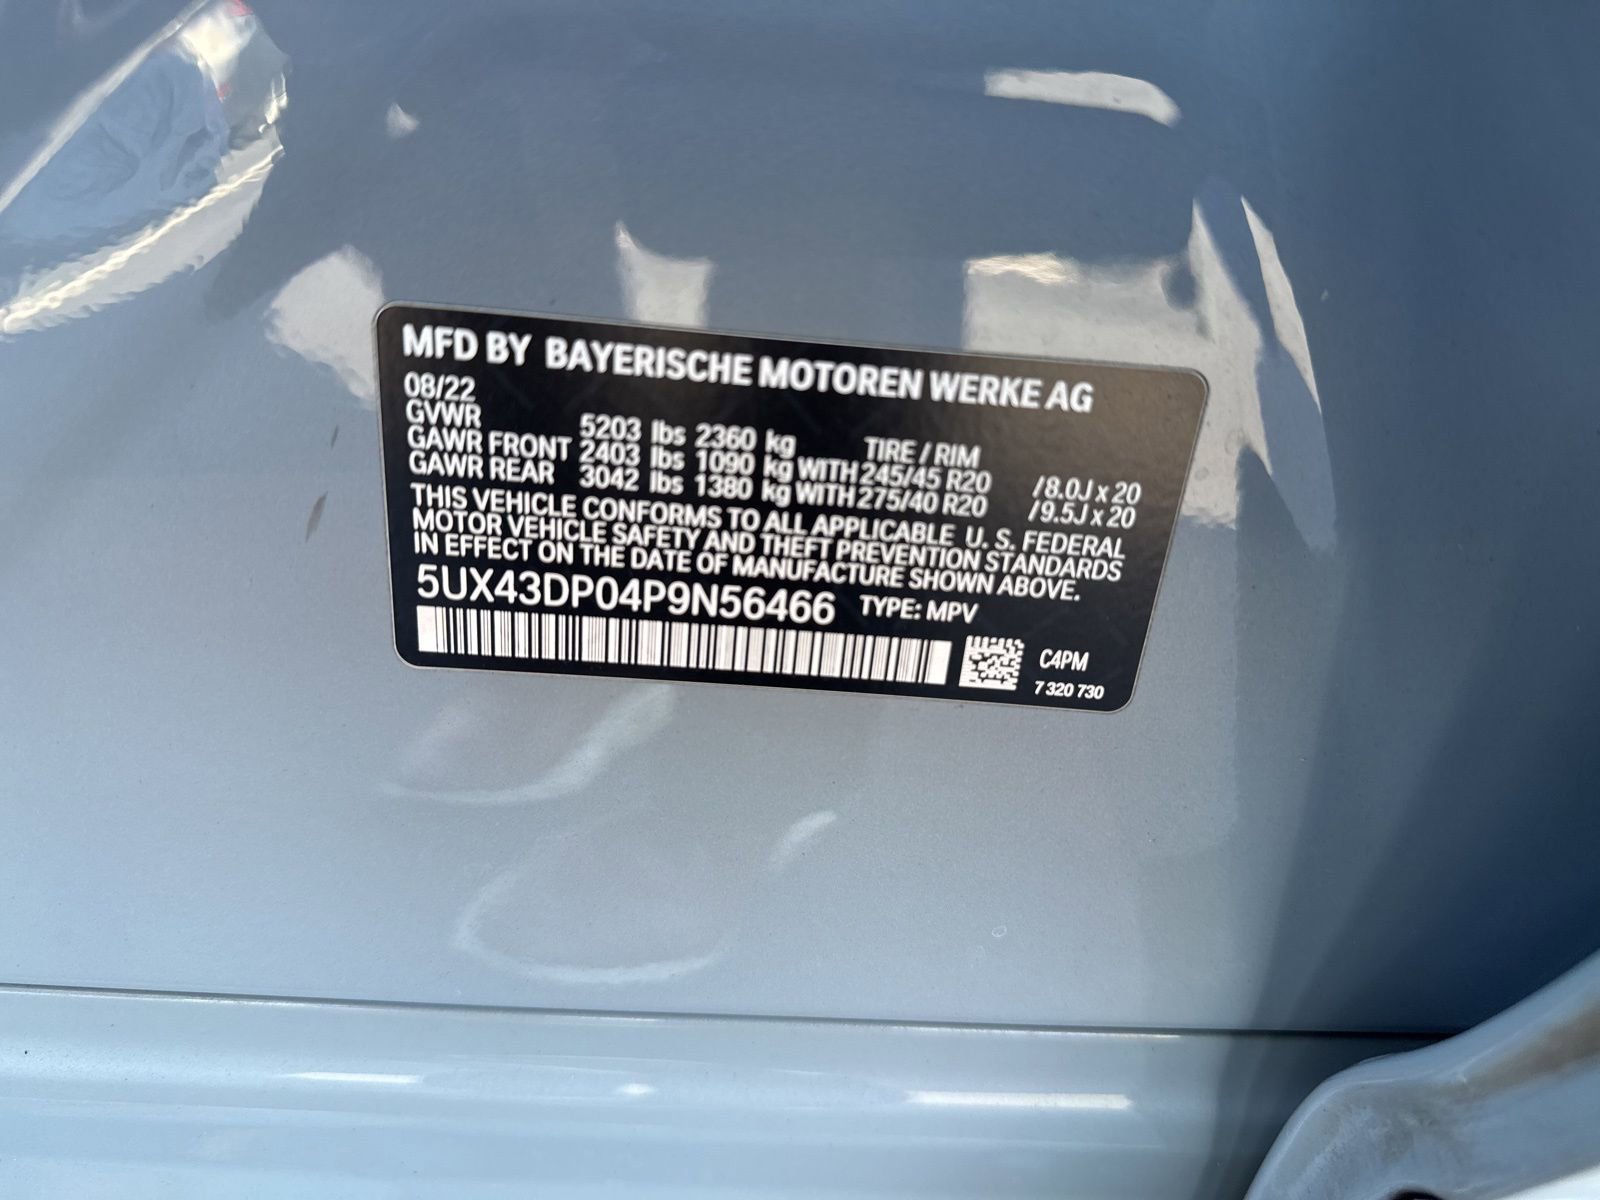 MFD BY BAYERISCHE MOTOREN WERKE AG
08/22
GVWR 5203 lbs 2360 kg TIRE / RIM
GAWR FRONT 2403 lbs 1090 kg WITH 245/45 R20 /8.0J x 20
GAWR REAR 3042 lbs 1380 kg WITH 275/40 R20 /9.5J x 20
THIS VEHICLE CONFORMS TO ALL APPLICABLE U. S. FEDERAL
MOTOR VEHICLE SAFETY AND THEFT PREVENTION STANDARDS
IN EFFECT ON THE DATE OF MANUFACTURE SHOWN ABOVE.
5UX43DP04P9N56466 TYPE: MPV
C4PM
7 320 730